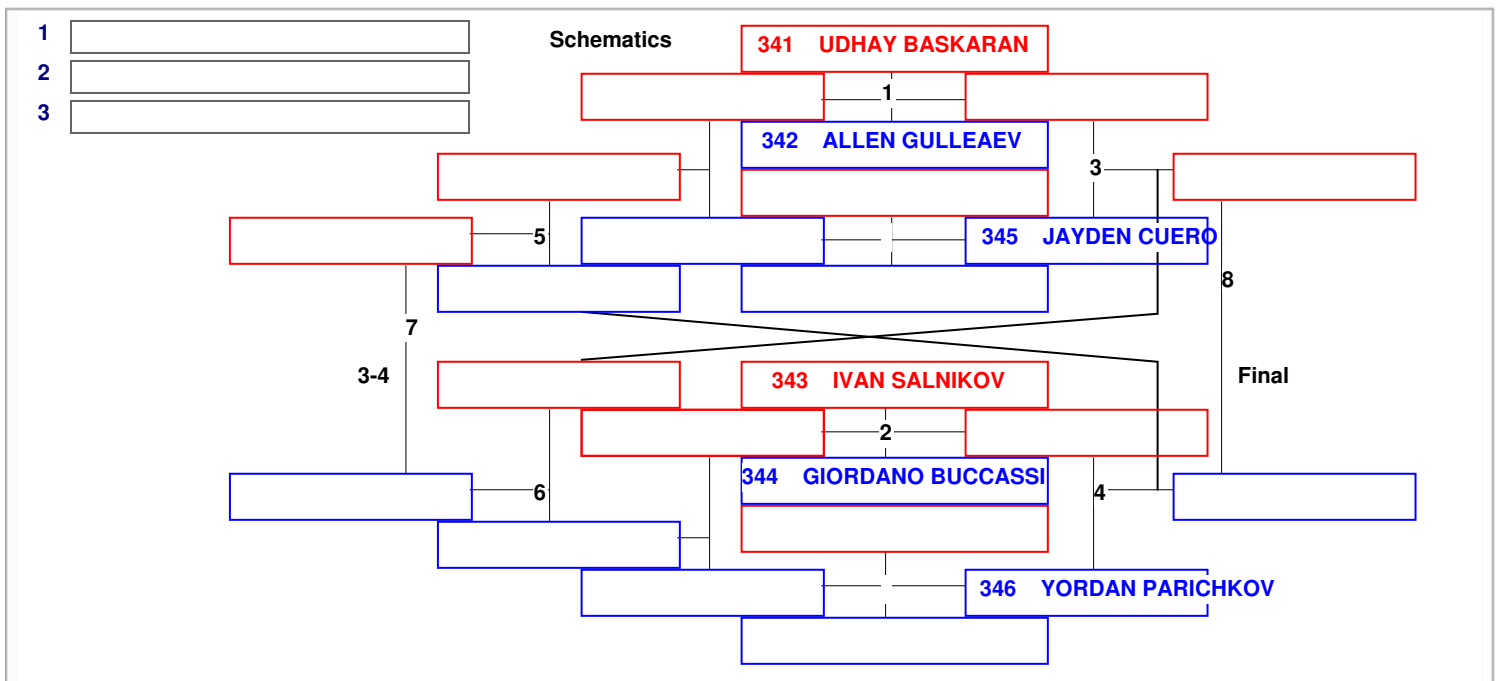 1
Schematics
341 UDHAY BASKARAN
2
1
3
342 ALLEN GULLEAEV
3
5
345 JAYDEN CUERO
8
7
3-4
343 IVAN SALNIKOV
Final
2
344 GIORDANO BUCCASSI
6
4
346 YORDAN PARICHKOV